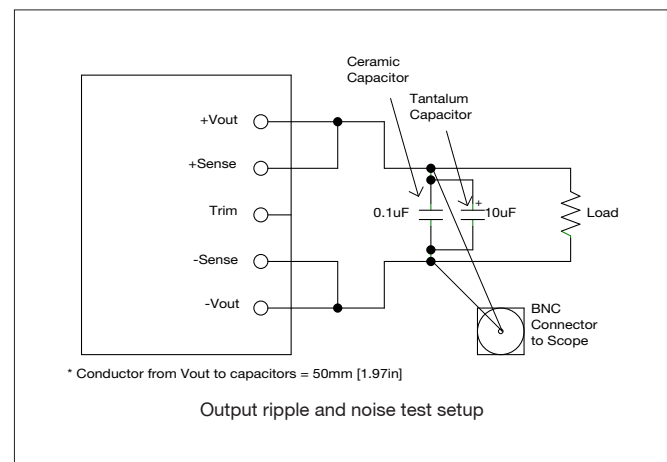 Ceramic
Capacitor
Tantalum
Capacitor
+Vout
+Sense
Trim
-Sense
-Vout
0.1uF
+
10uF
Load
BNC
Connector
to Scope
* Conductor from Vout to capacitors = 50mm [1.97in]
Output ripple and noise test setup